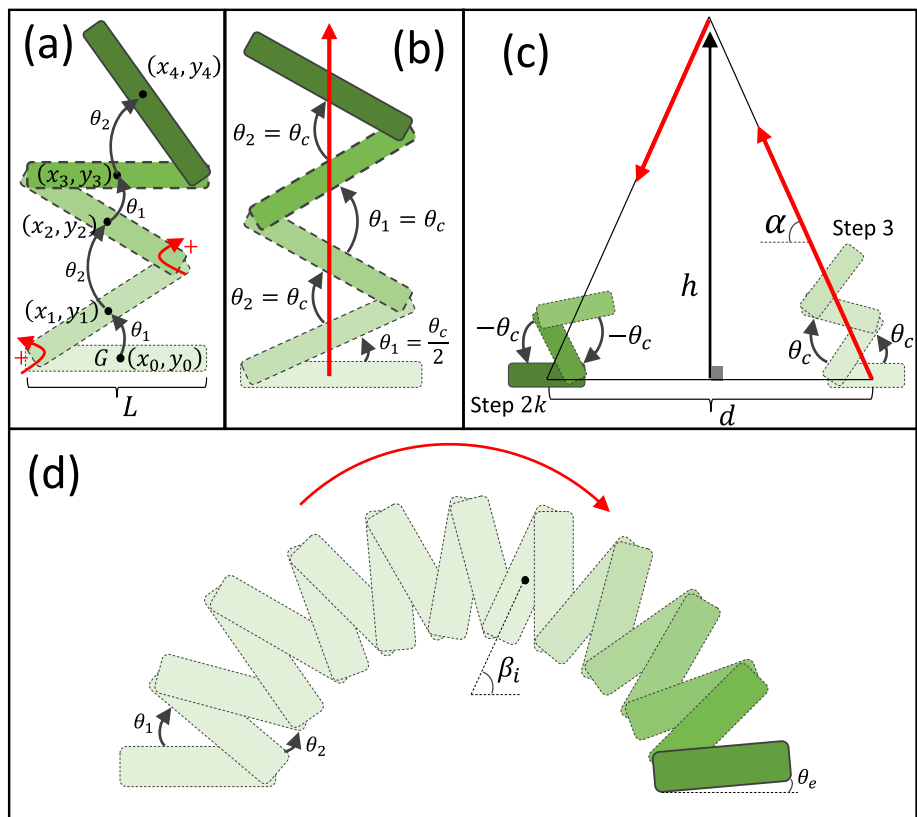 (a)
(x₄, y₄)
θ₂
(x₃, y₃)
θ₁
(x₂, y₂)
+
θ₂
(x₁, y₁)
θ₁
+
G
(x₀, y₀)
L
(b)
θ₂ = θc
θ₁ = θc
θ₂ = θc
θ₁ = θc/2
(c)
α
Step 3
h
−θc
−θc
θc
θc
Step 2k
d
(d)
βᵢ
θ₁
θ₂
θₑ